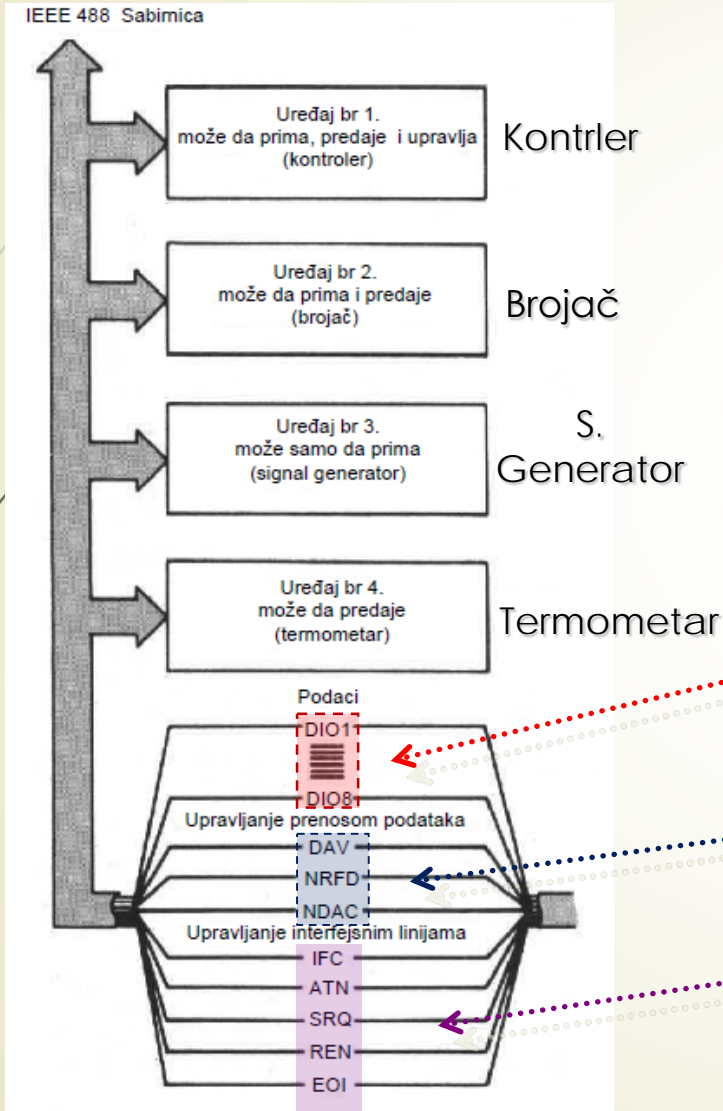 IEEE 488 Sabirnica
Uređaj br 1.
može da prima, predaje i upravlja
(kontroler)
Kontrler
Uređaj br 2.
može da prima i predaje
(brojač)
Brojač
Uređaj br 3.
može samo da prima
(signal generator)
S.
Generator
Uređaj br 4.
može da predaje
(termometar)
Termometar
Podaci
DIO1
DIO8
Upravljanje prenosom podataka
DAV
NRFD
NDAC
Upravljanje interfejsnim linijama
IFC
ATN
SRQ
REN
EOI